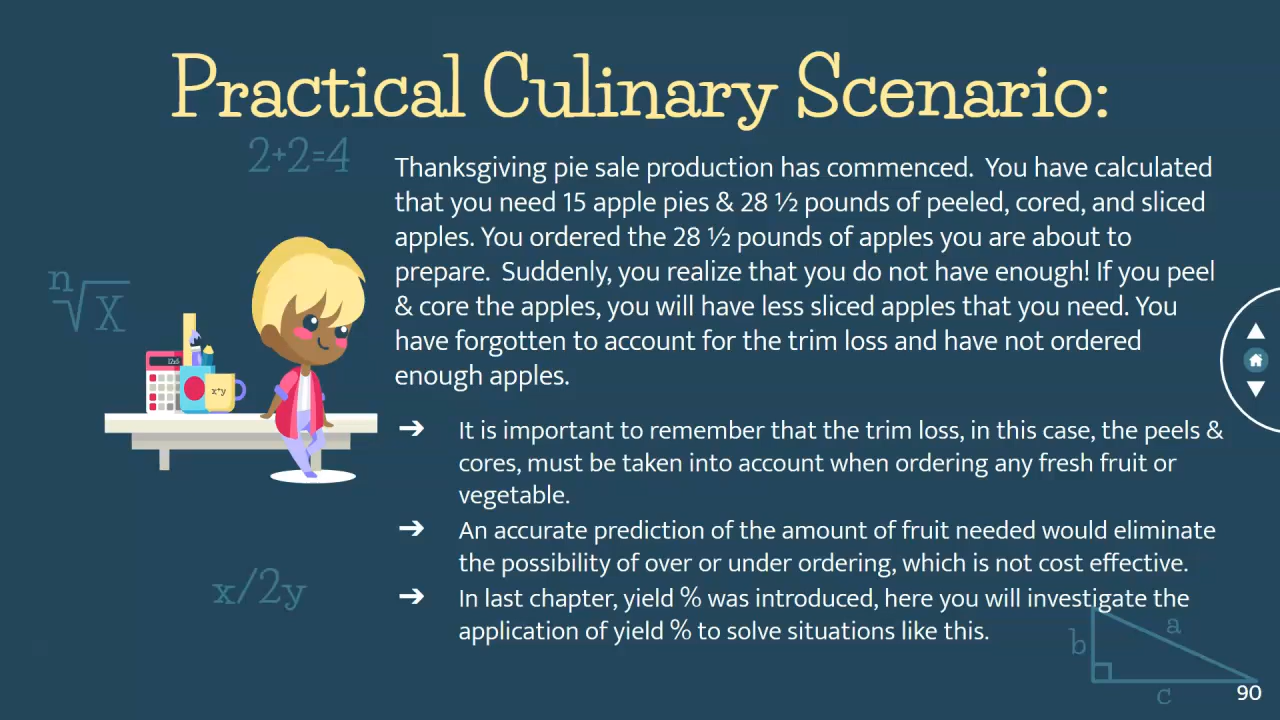 Practical Culinary Scenario:
2+2=4
Thanksgiving pie sale production has commenced.  You have calculated
that you need 15 apple pies & 28 ½ pounds of peeled, cored, and sliced
apples. You ordered the 28 ½ pounds of apples you are about to
prepare.  Suddenly, you realize that you do not have enough! If you peel
& core the apples, you will have less sliced apples that you need. You
have forgotten to account for the trim loss and have not ordered
enough apples.
n√X
x+y
➔ It is important to remember that the trim loss, in this case, the peels &
cores, must be taken into account when ordering any fresh fruit or
vegetable.
➔ An accurate prediction of the amount of fruit needed would eliminate
the possibility of over or under ordering, which is not cost effective.
➔ In last chapter, yield % was introduced, here you will investigate the
application of yield % to solve situations like this.
x/2y
a
b
c
90